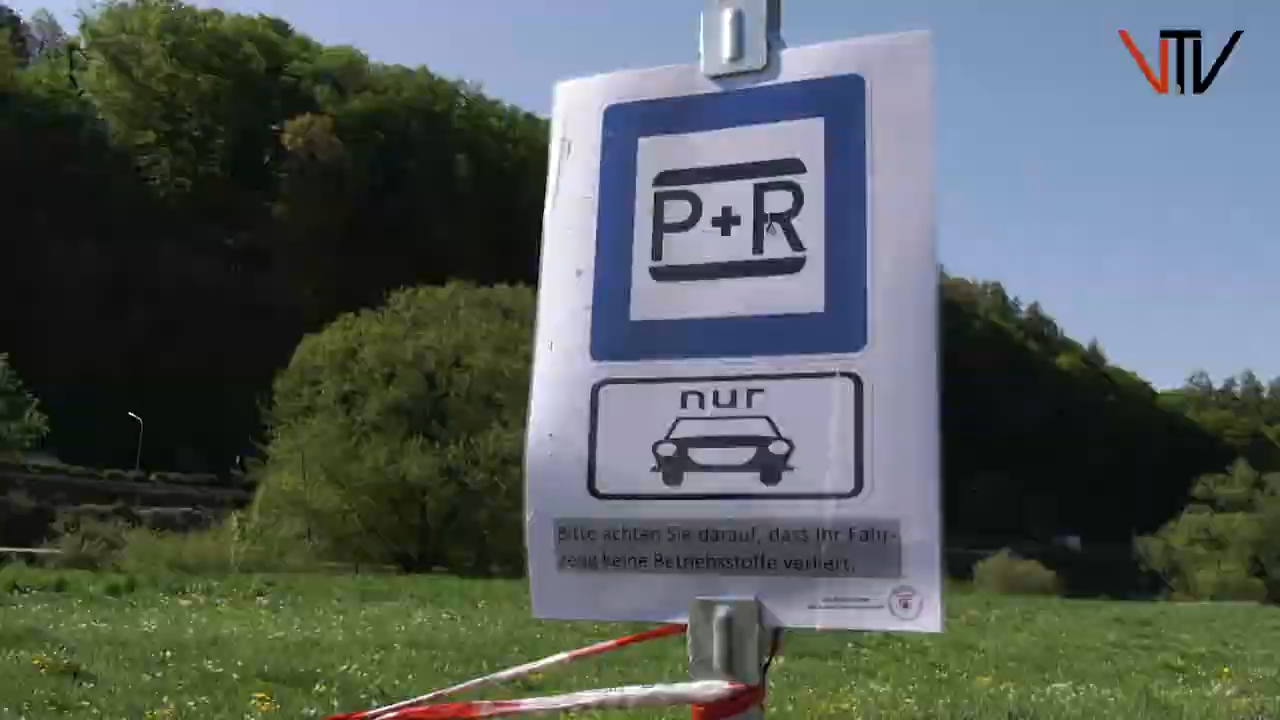 VTV
P+R
nur
Bitte achten Sie darauf, dass Ihr Fahr-
zeug keine Betriebsstoffe verliert.